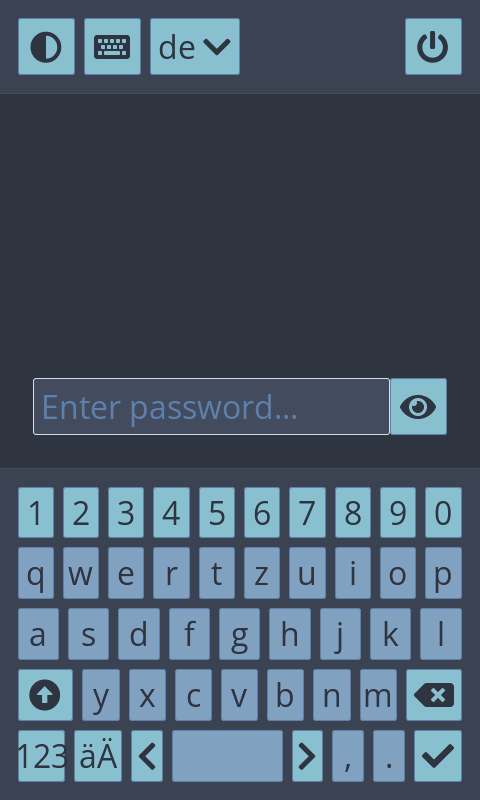 de
Enter password...
1 2 3 4 5 6 7 8 9 0
q w e r t z u i o p
a s d f g h j k l
y x c v b n m
123 äÄ , .